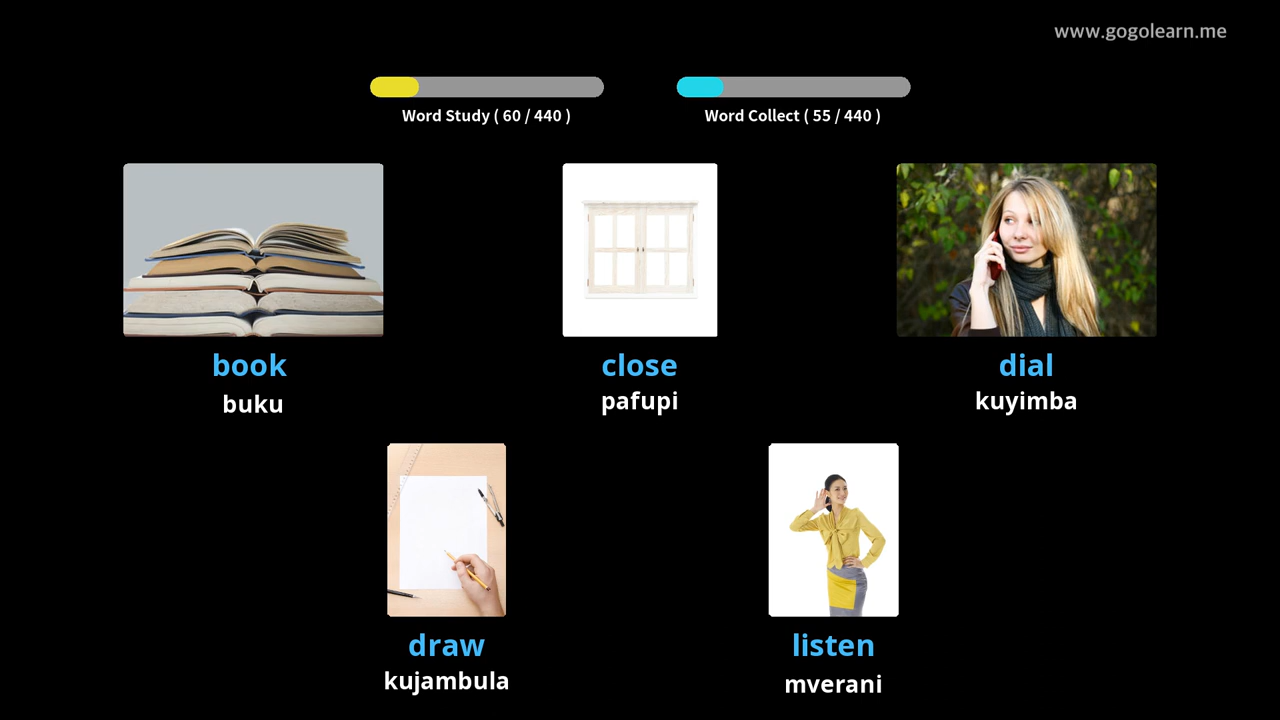 www.gogolearn.me
Word Study ( 60 / 440 )
Word Collect ( 55 / 440 )
book
buku
close
pafupi
dial
kuyimba
draw
kujambula
listen
mverani